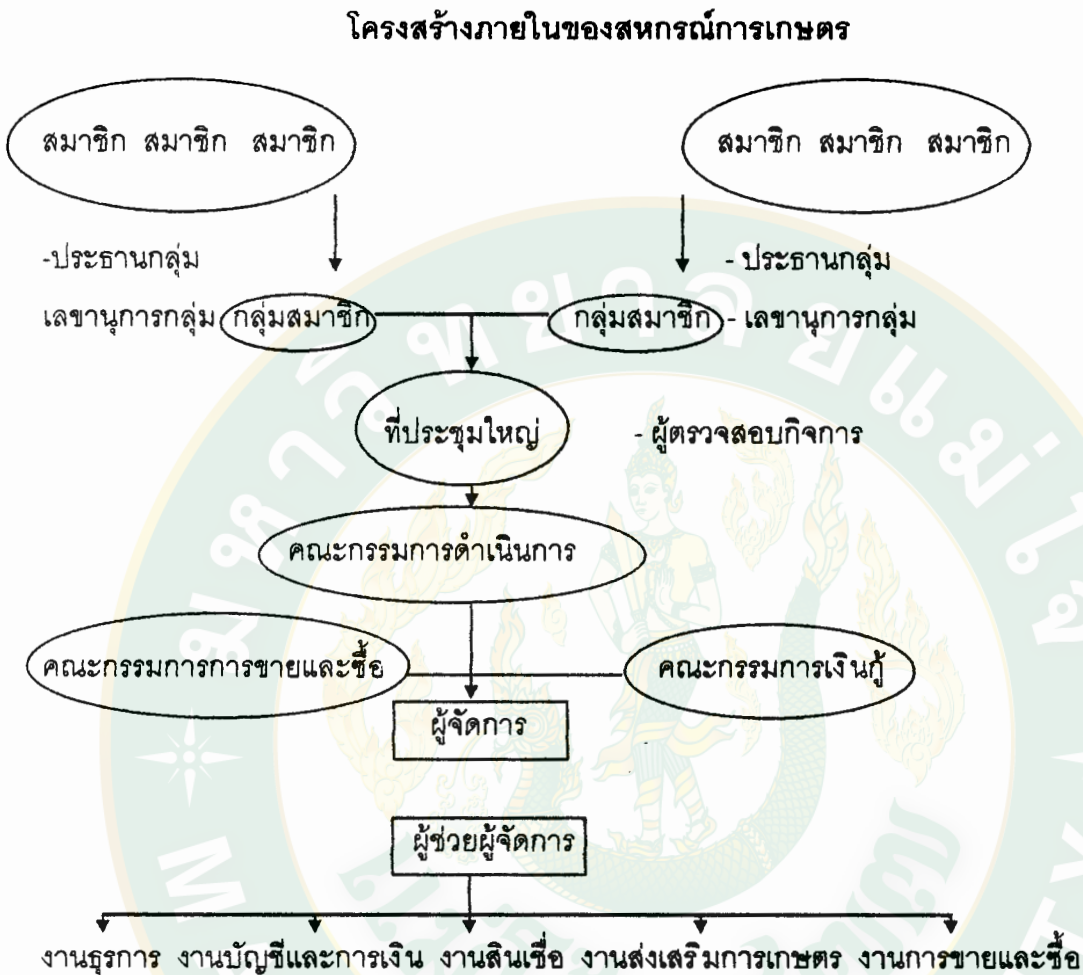 โครงสร้างภายในของสหกรณ์การเกษตร
สมาชิก สมาชิก สมาชิก
สมาชิก สมาชิก สมาชิก
-ประธานกลุ่ม
- ประธานกลุ่ม
เลขานุการกลุ่ม กลุ่มสมาชิก
กลุ่มสมาชิก - เลขานุการกลุ่ม
ที่ประชุมใหญ่
- ผู้ตรวจสอบกิจการ
คณะกรรมการดำเนินการ
คณะกรรมการการขายและซื้อ
คณะกรรมการเงินกู้
ผู้จัดการ
ผู้ช่วยผู้จัดการ
งานธุรการ งานบัญชีและการเงิน งานสินเชื่อ งานส่งเสริมการเกษตร งานการขายและซื้อ